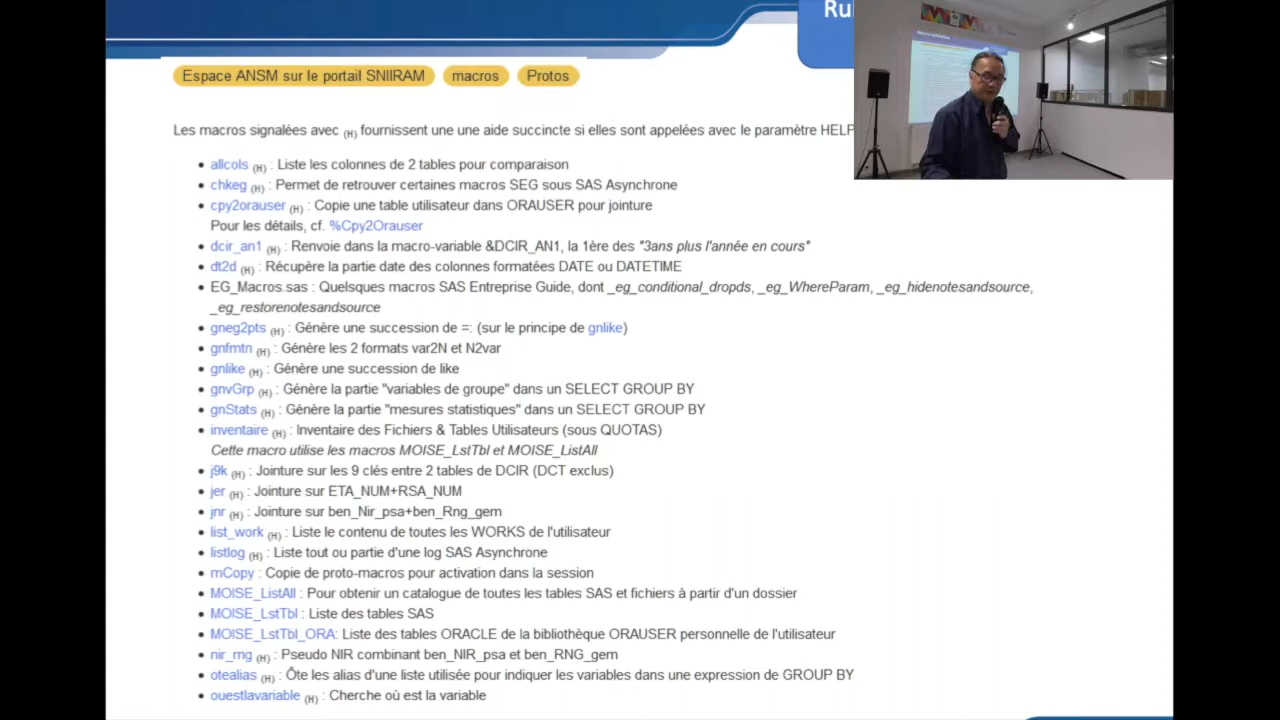 Ru
Espace ANSM sur le portail SNIIRAM macros Protos
Les macros signalées avec (H) fournissent une une aide succincte si elles sont appelées avec le paramètre HELP
• allcols (H) : Liste les colonnes de 2 tables pour comparaison
• chkeg (H) : Permet de retrouver certaines macros SEG sous SAS Asynchrone
• cpy2orauser (H) : Copie une table utilisateur dans ORAUSER pour jointure
Pour les détails, cf. %Cpy2Orauser
• dcir_an1 (H) : Renvoie dans la macro-variable &DCIR_AN1, la 1ère des "3ans plus l'année en cours"
• dt2d (H) : Récupère la partie date des colonnes formatées DATE ou DATETIME
• EG_Macros.sas : Quelsques macros SAS Entreprise Guide, dont _eg_conditional_dropds, _eg_WhereParam, _eg_hidenotesandsource,
_eg_restorenotesandsource
• gneg2pts (H) : Génère une succession de =: (sur le principe de gnlike)
• gnfmtn (H) : Génère les 2 formats var2N et N2var
• gnlike (H) : Génère une succession de like
• gnvGrp (H) : Génère la partie "variables de groupe" dans un SELECT GROUP BY
• gnStats (H) : Génère la partie "mesures statistiques" dans un SELECT GROUP BY
• inventaire (H) : Inventaire des Fichiers & Tables Utilisateurs (sous QUOTAS)
Cette macro utilise les macros MOISE_LstTbl et MOISE_ListAll
• j9k (H) : Jointure sur les 9 clés entre 2 tables de DCIR (DCT exclus)
• jer (H) : Jointure sur ETA_NUM+RSA_NUM
• jnr (H) : Jointure sur ben_Nir_psa+ben_Rng_gem
• list_work (H) : Liste le contenu de toutes les WORKS de l'utilisateur
• listlog (H) : Liste tout ou partie d'une log SAS Asynchrone
• mCopy : Copie de proto-macros pour activation dans la session
• MOISE_ListAll : Pour obtenir un catalogue de toutes les tables SAS et fichiers à partir d'un dossier
• MOISE_LstTbl : Liste des tables SAS
• MOISE_LstTbl_ORA: Liste des tables ORACLE de la bibliothèque ORAUSER personnelle de l'utilisateur
• nir_rng (H) : Pseudo NIR combinant ben_NIR_psa et ben_RNG_gem
• otealias (H) : Ôte les alias d'une liste utilisée pour indiquer les variables dans une expression de GROUP BY
• ouestlavariable (H) : Cherche où est la variable